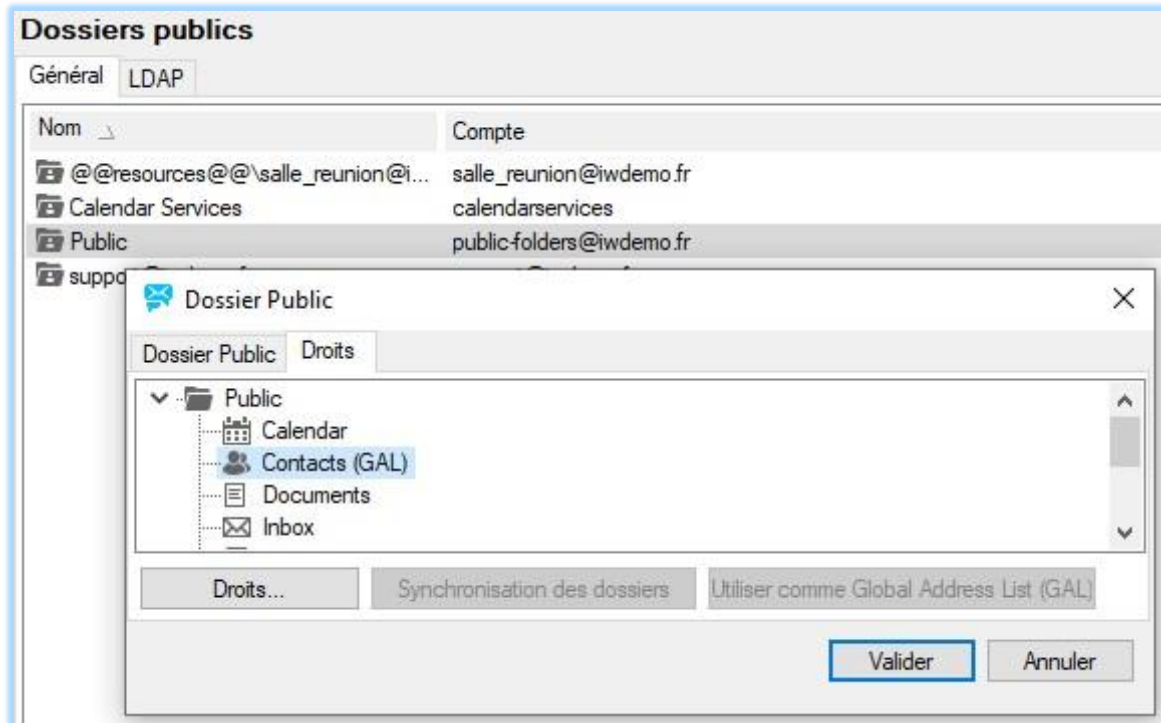 Dossiers publics
Général LDAP
Nom Compte
@@resources@@\salle_reunion@i... salle_reunion@iwdemo.fr
Calendar Services calendarservices
Public public-folders@iwdemo.fr
Dossier Public
Dossier Public Droits
Public
Calendar
Contacts (GAL)
Documents
Inbox
Droits... Synchronisation des dossiers Utiliser comme Global Address List (GAL)
Valider Annuler